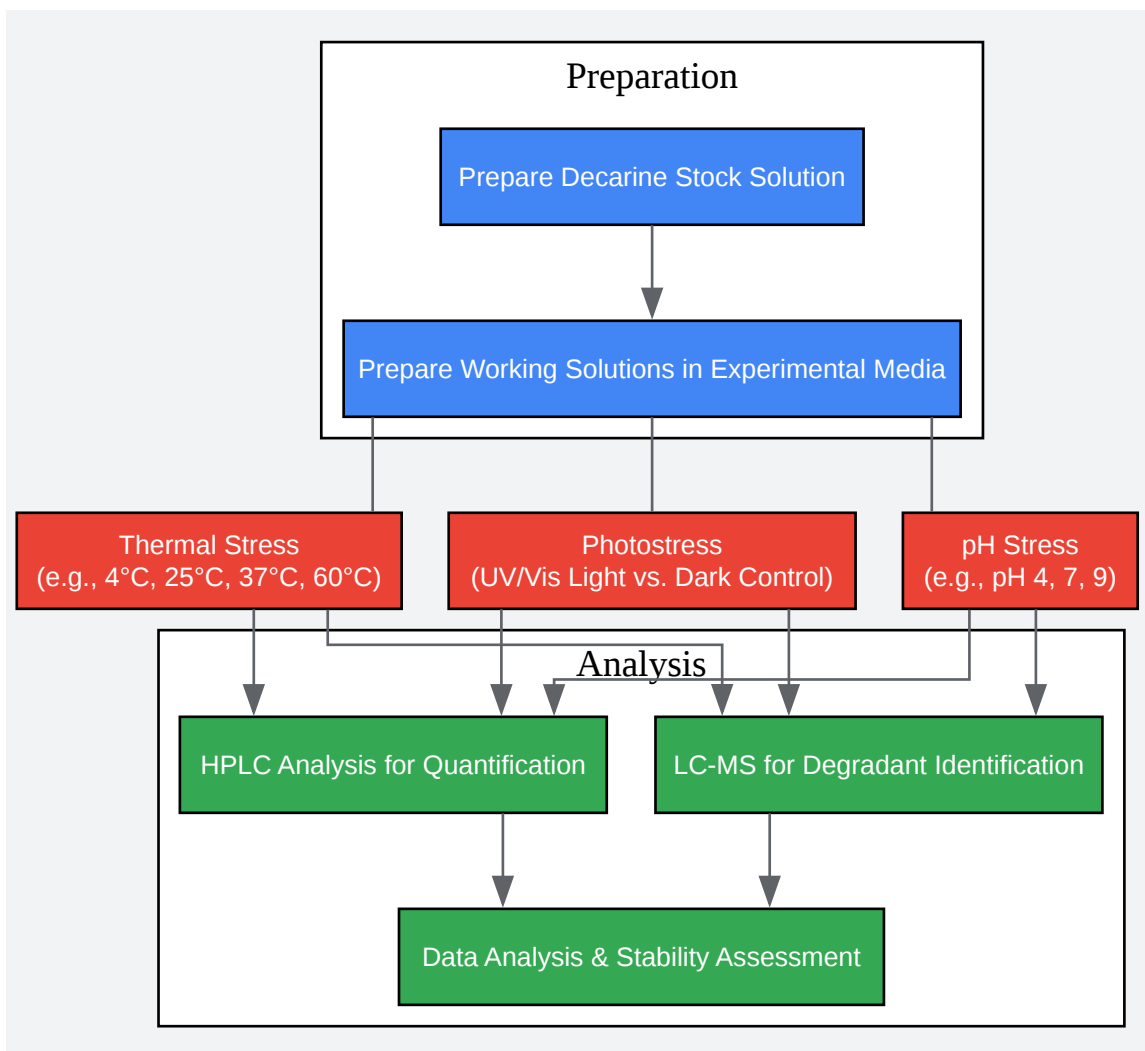 Preparation
Prepare Decarine Stock Solution
Prepare Working Solutions in Experimental Media
Thermal Stress
(e.g., 4°C, 25°C, 37°C, 60°C)
Photostress
(UV/Vis Light vs. Dark Control)
pH Stress
(e.g., pH 4, 7, 9)
Analysis
HPLC Analysis for Quantification
LC-MS for Degradant Identification
Data Analysis & Stability Assessment